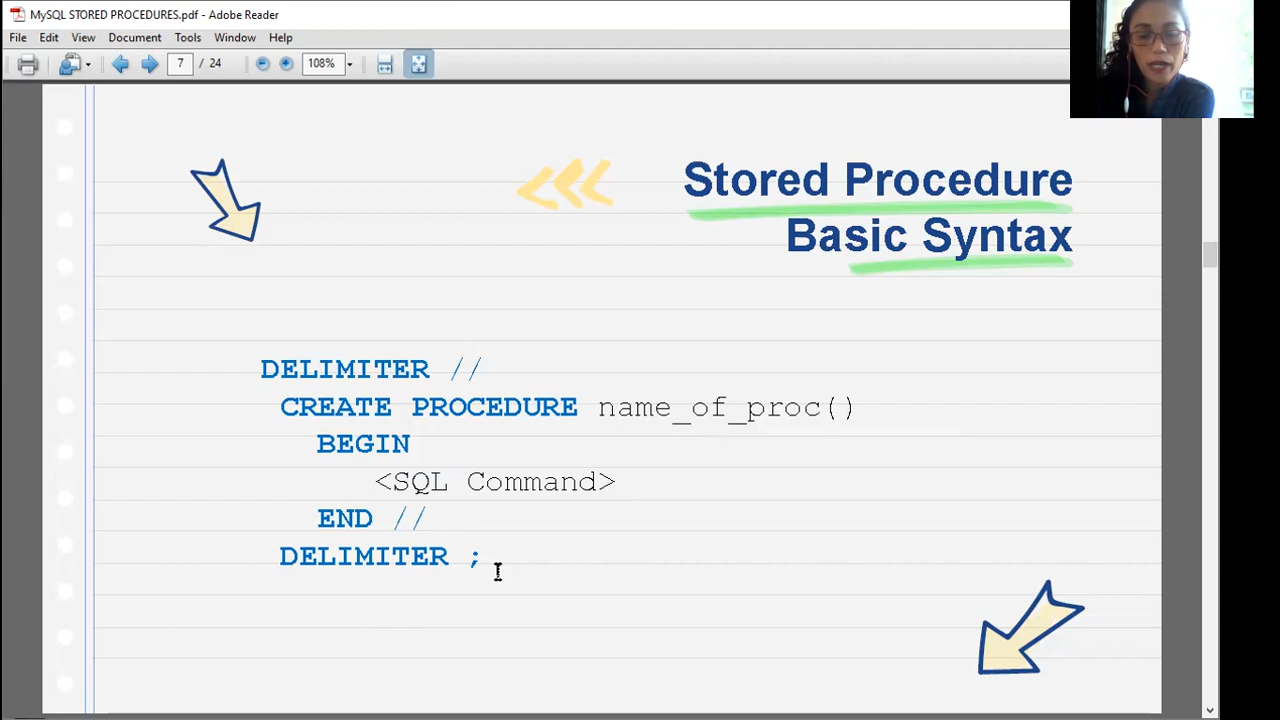 MySQL STORED PROCEDURES.pdf - Adobe Reader
File Edit View Document Tools Window Help
7 / 24 108%
Stored Procedure
Basic Syntax
DELIMITER //
CREATE PROCEDURE name_of_proc()
BEGIN
<SQL Command>
END //
DELIMITER ;